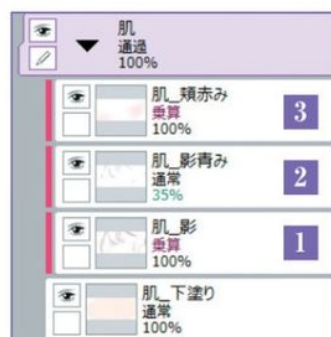 肌
通過
100%
肌_頬赤み
乗算
100%
3
肌_影青み
通常
35%
2
肌_影
乗算
100%
1
肌_下塗り
通常
100%